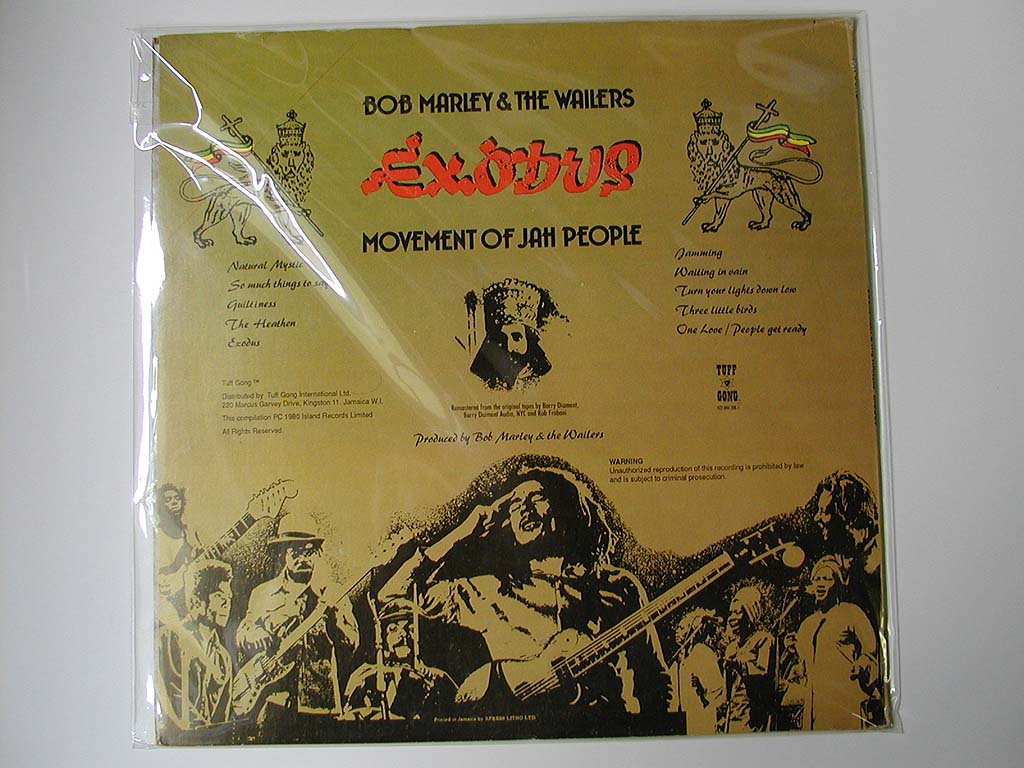 BOB MARLEY & THE WAILERS
EXODUS
MOVEMENT OF JAH PEOPLE
Natural Mystic
So much things to say
Guiltiness
The Heathen
Exodus
Jamming
Waiting in vain
Turn your lights down low
Three little birds
One Love / People get ready
Tuff Gong ™
Distributed by Tuff Gong International Ltd.
220 Marcus Garvey Drive, Kingston 11. Jamaica W.I.
This compilation PC 1980 Island Records Limited
All Rights Reserved.
Remastered from the original tapes by Barry Diament,
Barry Diament Audio, NYC and Rob Fraboni
TUFF
GONG
Produced by Bob Marley & the Wailers
WARNING
Unauthorized reproduction of this recording is prohibited by law
and is subject to criminal prosecution.
Printed in Jamaica by XPRESS LITHO LTD.